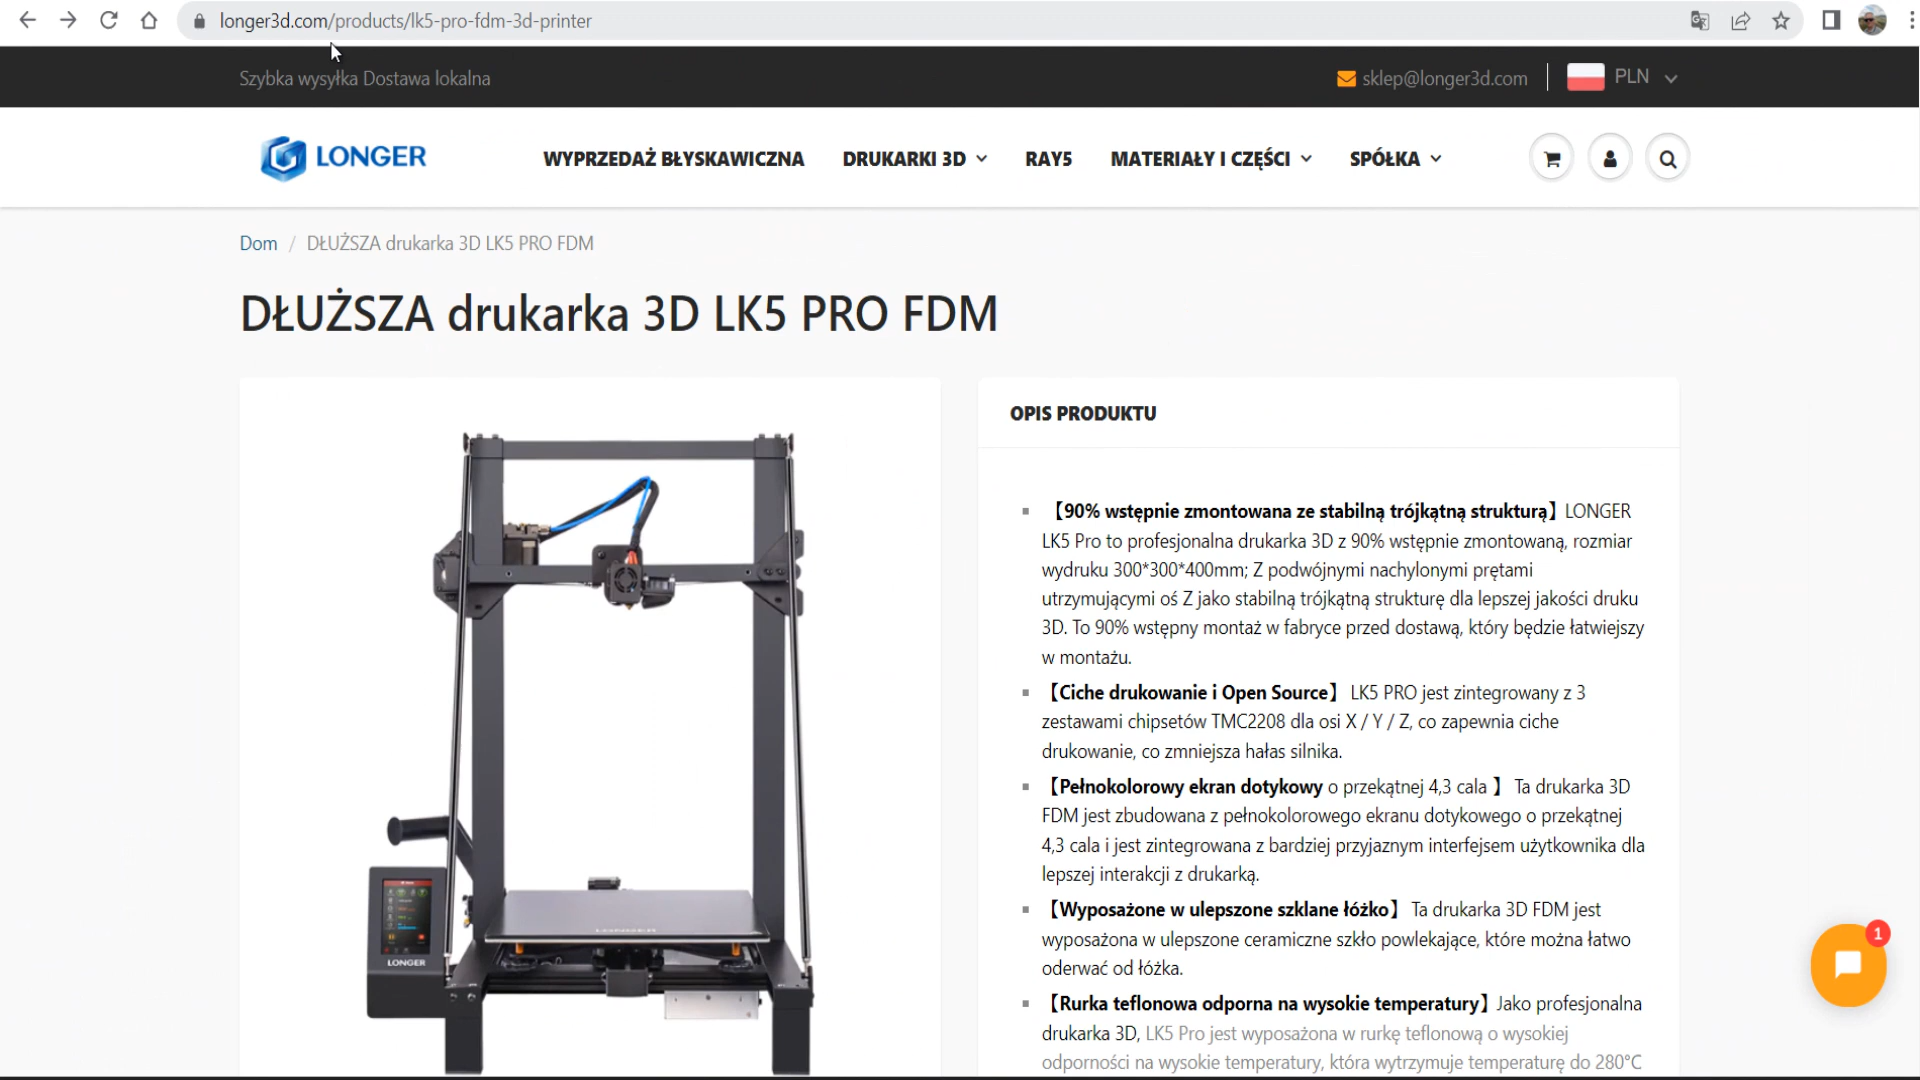 longer3d.com/products/lk5-pro-fdm-3d-printer
Szybka wysyłka Dostawa lokalna
sklep@longer3d.com
PLN
LONGER
WYPRZEDAŻ BŁYSKAWICZNA
DRUKARKI 3D
RAY5
MATERIAŁY I CZĘŚCI
SPÓŁKA
Dom / DŁUŻSZA drukarka 3D LK5 PRO FDM
DŁUŻSZA drukarka 3D LK5 PRO FDM
OPIS PRODUKTU
【90% wstępnie zmontowana ze stabilną trójkątną strukturą】LONGER
LK5 Pro to profesjonalna drukarka 3D z 90% wstępnie zmontowaną, rozmiar
wydruku 300*300*400mm; Z podwójnymi nachylonymi prętami
utrzymującymi oś Z jako stabilną trójkątną strukturę dla lepszej jakości druku
3D. To 90% wstępny montaż w fabryce przed dostawą, który będzie łatwiejszy
w montażu.
【Ciche drukowanie i Open Source】 LK5 PRO jest zintegrowany z 3
zestawami chipsetów TMC2208 dla osi X / Y / Z, co zapewnia ciche
drukowanie, co zmniejsza hałas silnika.
【Pełnokolorowy ekran dotykowy o przekątnej 4,3 cala 】 Ta drukarka 3D
FDM jest zbudowana z pełnokolorowego ekranu dotykowego o przekątnej
4,3 cala i jest zintegrowana z bardziej przyjaznym interfejsem użytkownika dla
lepszej interakcji z drukarką.
【Wyposażone w ulepszone szklane łóżko】 Ta drukarka 3D FDM jest
wyposażona w ulepszone ceramiczne szkło powlekające, które można łatwo
oderwać od łóżka.
【Rurka teflonowa odporna na wysokie temperatury】Jako profesjonalna
drukarka 3D, LK5 Pro jest wyposażona w rurkę teflonową o wysokiej
odporności na wysokie temperatury, która wytrzymuje temperaturę do 280°C
LONGER
LONGER
1